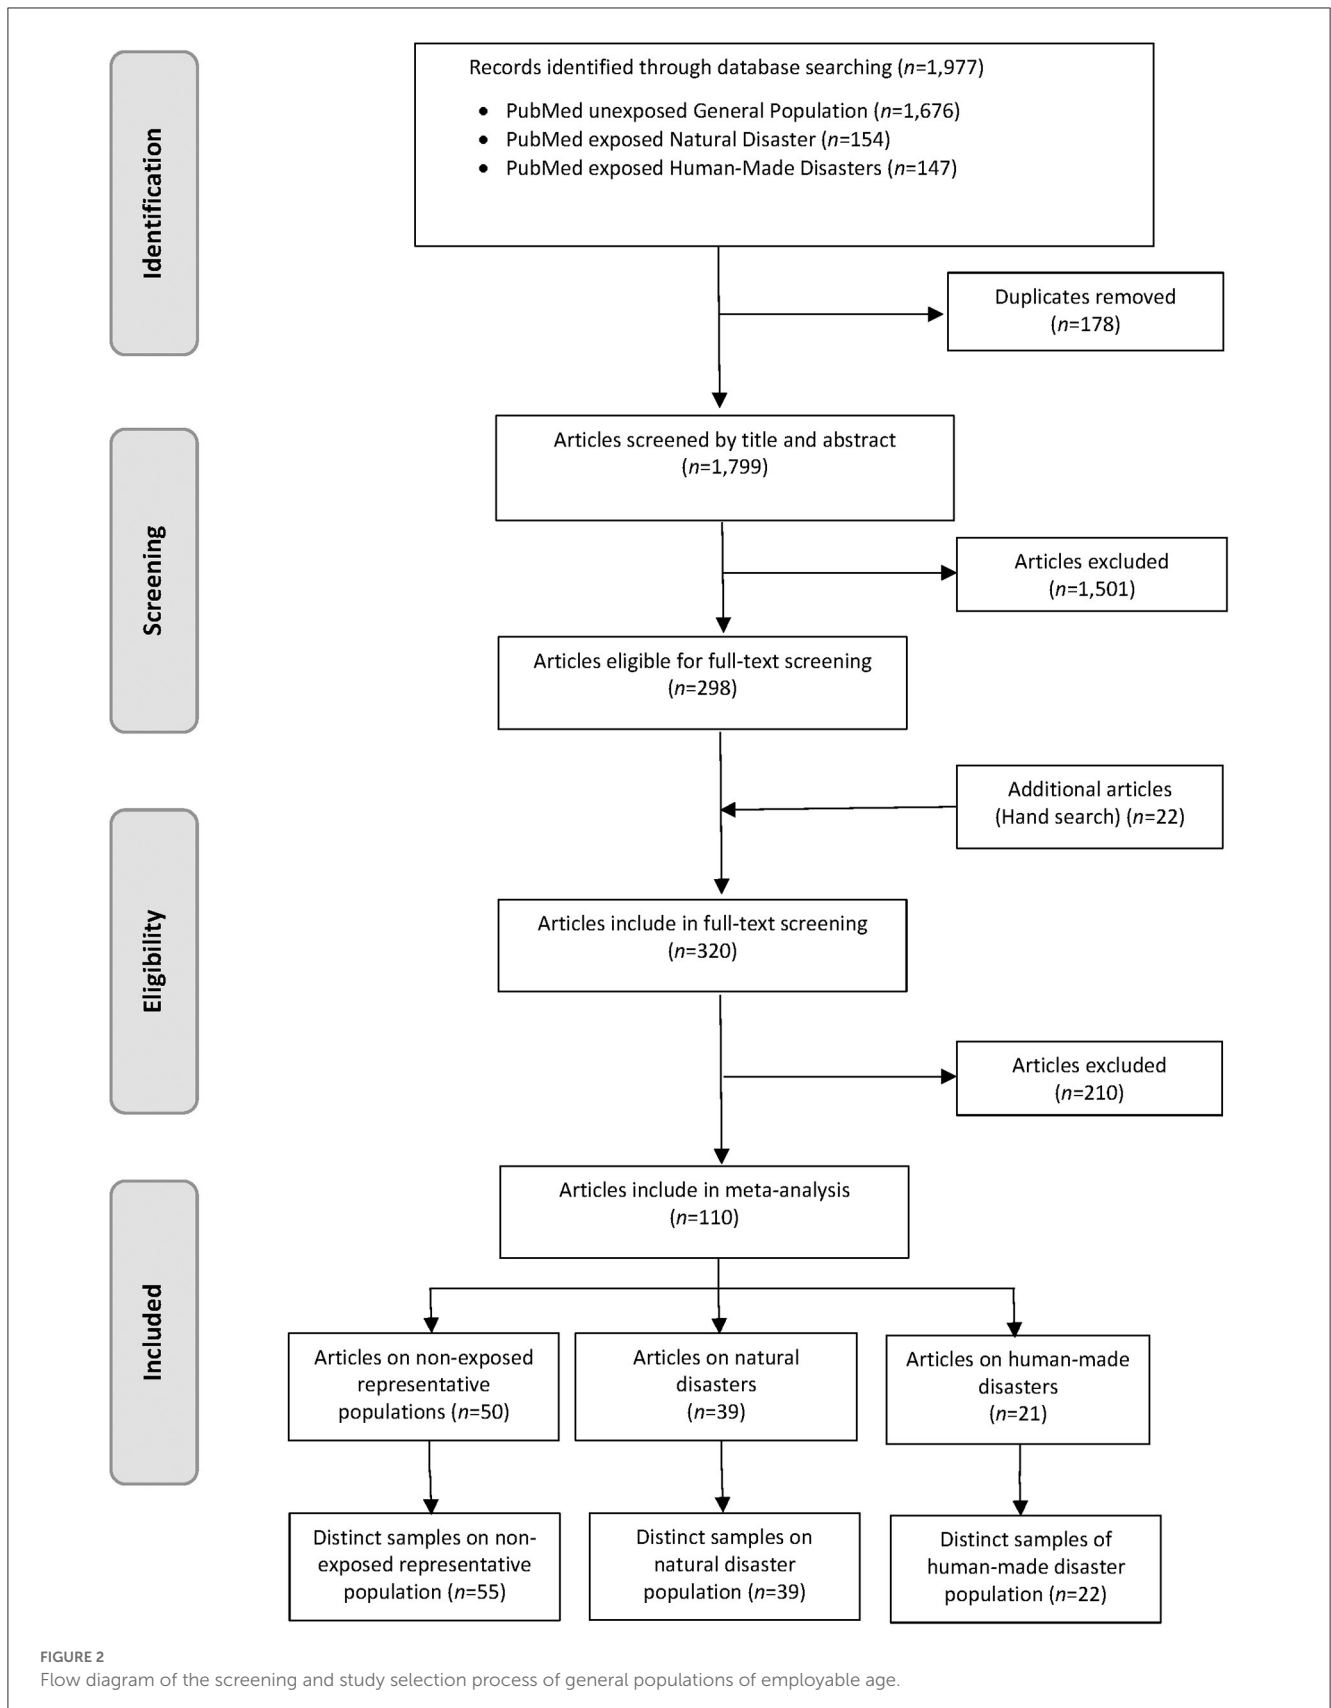 Identification
Records identified through database searching (n=1,977)
• PubMed unexposed General Population (n=1,676)
• PubMed exposed Natural Disaster (n=154)
• PubMed exposed Human-Made Disasters (n=147)
Duplicates removed
(n=178)
Screening
Articles screened by title and abstract
(n=1,799)
Articles excluded
(n=1,501)
Articles eligible for full-text screening
(n=298)
Additional articles
(Hand search) (n=22)
Eligibility
Articles include in full-text screening
(n=320)
Articles excluded
(n=210)
Included
Articles include in meta-analysis
(n=110)
Articles on non-exposed
representative
populations (n=50)
Articles on natural
disasters
(n=39)
Articles on human-made
disasters
(n=21)
Distinct samples on non-
exposed representative
population (n=55)
Distinct samples on
natural disaster
population (n=39)
Distinct samples of
human-made disaster
population (n=22)
FIGURE 2
Flow diagram of the screening and study selection process of general populations of employable age.